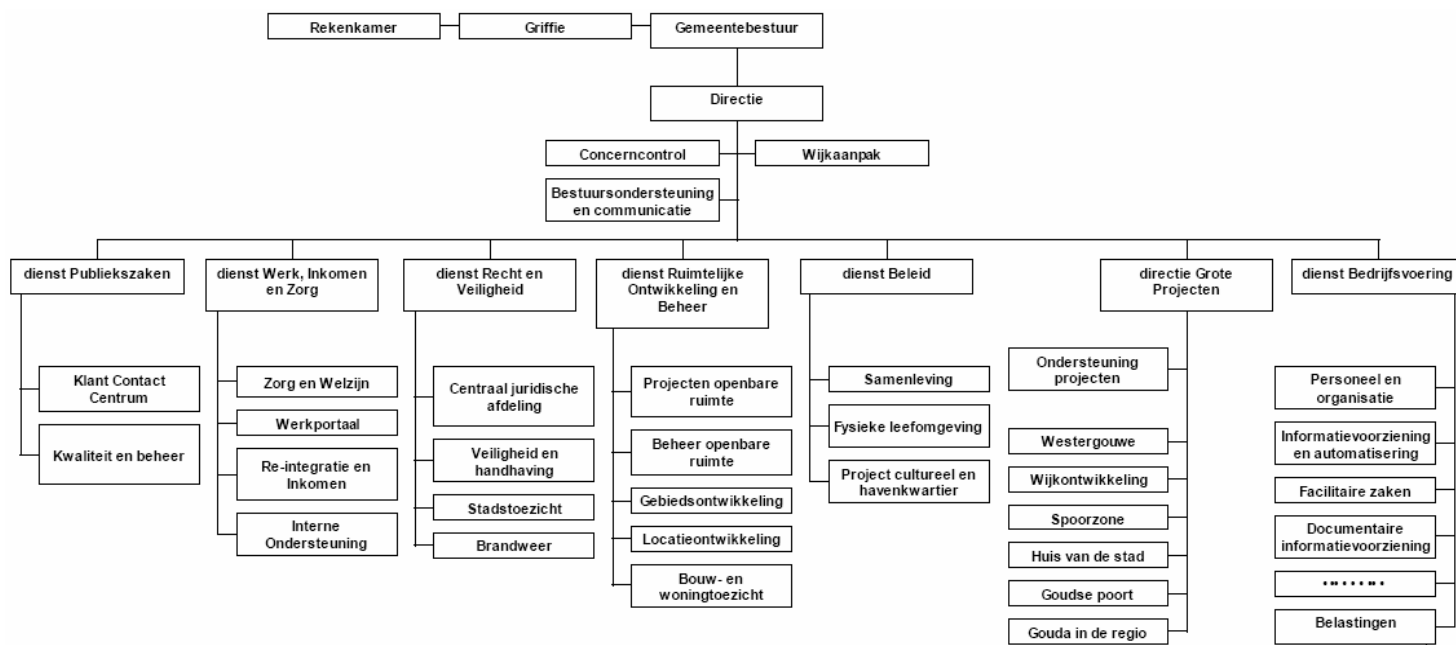 Rekenkamer
Griffie
Gemeentebestuur
Directie
Concerncontrol
Wijkaanpak
Bestuursondersteuning
en communicatie
dienst Publiekszaken
Klant Contact
Centrum
Kwaliteit en beheer
dienst Werk, Inkomen
en Zorg
Zorg en Welzijn
Werkportaal
Re-integratie en
Inkomen
Interne
Ondersteuning
dienst Recht en
Veiligheid
Centraal juridische
afdeling
Veiligheid en
handhaving
Stadstoezicht
Brandweer
dienst Ruimtelijke
Ontwikkeling en
Beheer
Projecten openbare
ruimte
Beheer openbare
ruimte
Gebiedsontwikkeling
Locatieontwikkeling
Bouw- en
woningtoezicht
dienst Beleid
Samenleving
Fysieke leefomgeving
Project cultureel en
havenkwartier
directie Grote
Projecten
Ondersteuning
projecten
Westergouwe
Wijkontwikkeling
Spoorzone
Huis van de stad
Goudse poort
Gouda in de regio
dienst Bedrijfsvoering
Personeel en
organisatie
Informatievoorziening
en automatisering
Facilitaire zaken
Documentaire
informatievoorziening
Belastingen